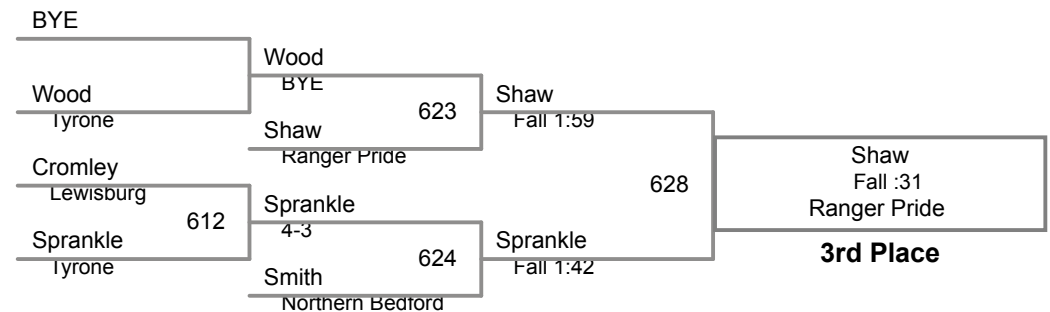 BYE
Wood
Tyrone
Cromley
Lewisburg
612
Sprankle
Tyrone
Wood
BYE
623
Shaw
Ranger Pride
Sprankle
4-3
624
Smith
Northern Bedford
Shaw
Fall 1:59
628
Sprankle
Fall 1:42
Shaw
Fall :31
Ranger Pride
3rd Place